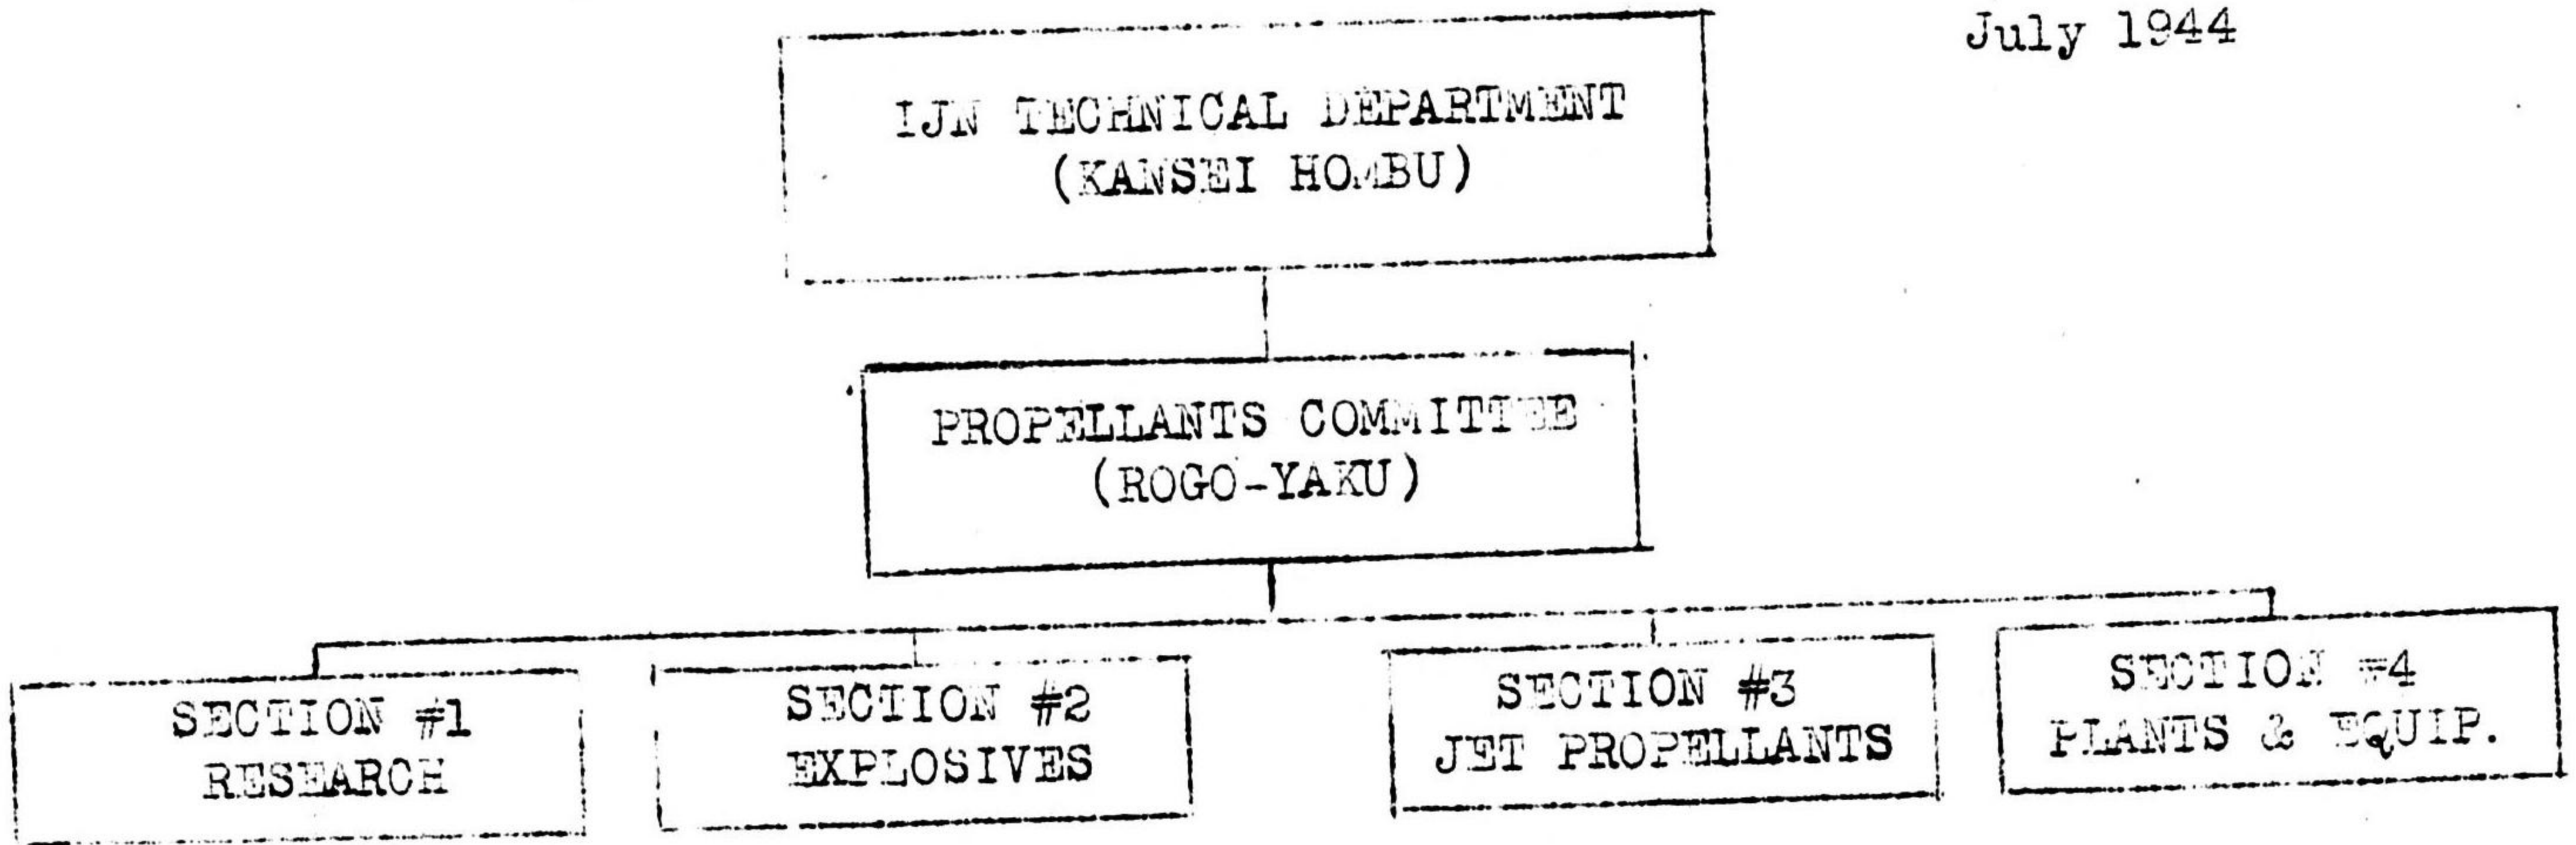 July 1944
IJN TECHNICAL DEPARTMENT
(KANSEI HOMBU)
PROPELLANTS COMMITTEE
(ROGO-YAKU)
SECTION #1
RESEARCH
SECTION #2
EXPLOSIVES
SECTION #3
JET PROPELLANTS
SECTION #4
PLANTS & EQUIP.